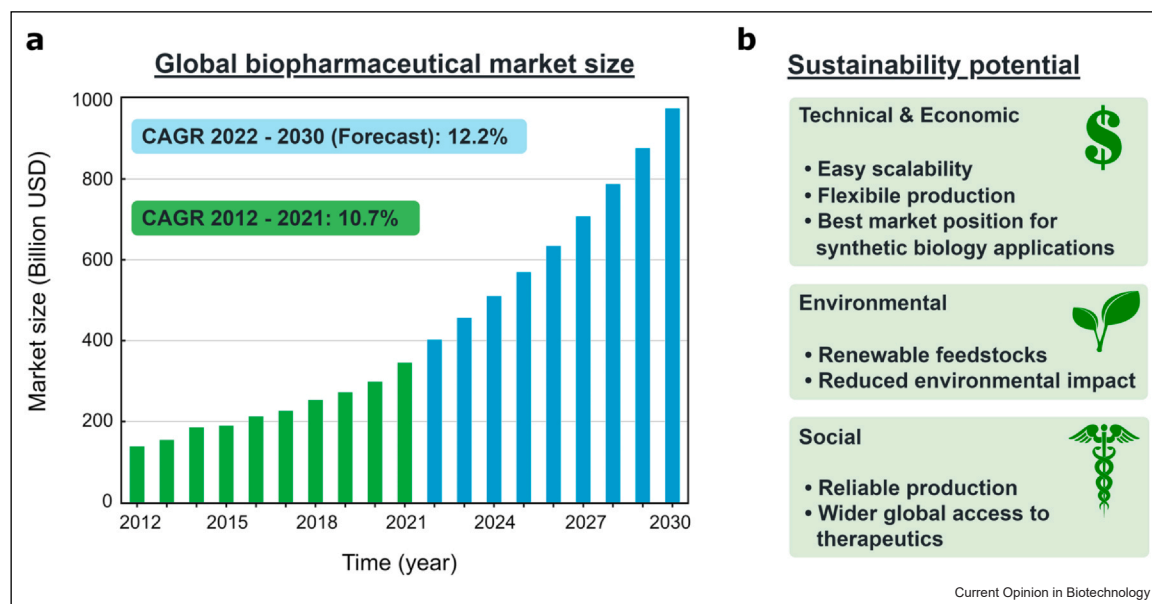 a
Global biopharmaceutical market size
1000
800
600
400
200
0
Market size (Billion USD)
CAGR 2022 - 2030 (Forecast): 12.2%
CAGR 2012 - 2021: 10.7%
2012
2015
2018
2021
2024
2027
2030
Time (year)
b
Sustainability potential
Technical & Economic
$
• Easy scalability
• Flexibile production
• Best market position for
synthetic biology applications
Environmental
• Renewable feedstocks
• Reduced environmental impact
Social
• Reliable production
• Wider global access to
therapeutics
Current Opinion in Biotechnology